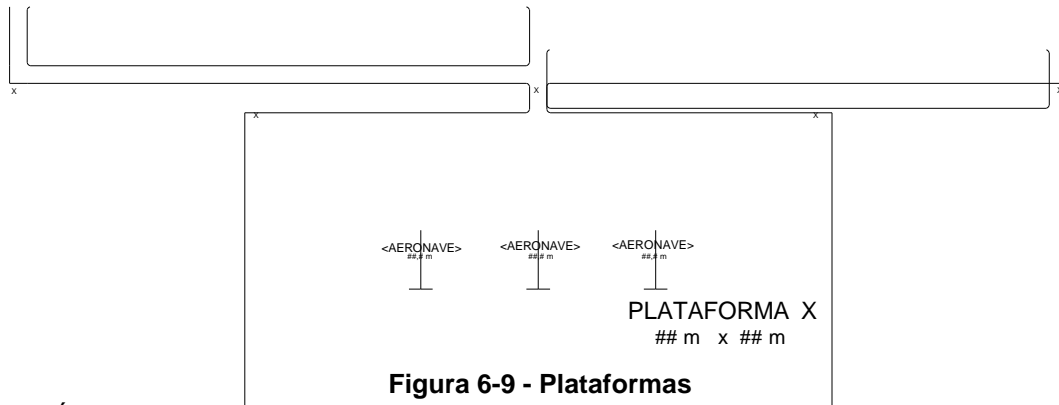 x x x
x x
<AERONAVE> <AERONAVE> <AERONAVE>
##,# m ##,# m ##,# m
PLATAFORMA X
## m x ## m
Figura 6-9 - Plataformas